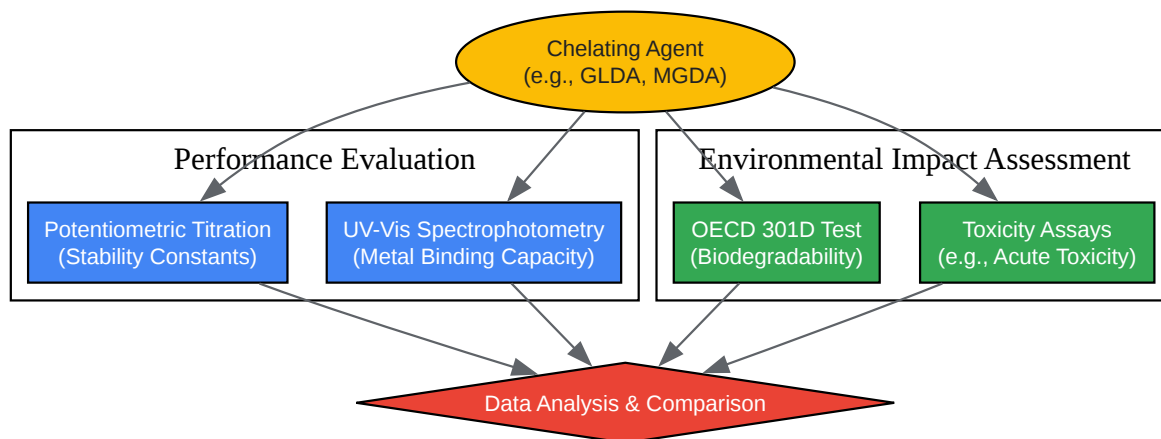 Chelating Agent
(e.g., GLDA, MGDA)
Performance Evaluation
Environmental Impact Assessment
Potentiometric Titration
(Stability Constants)
UV-Vis Spectrophotometry
(Metal Binding Capacity)
OECD 301D Test
(Biodegradability)
Toxicity Assays
(e.g., Acute Toxicity)
Data Analysis & Comparison